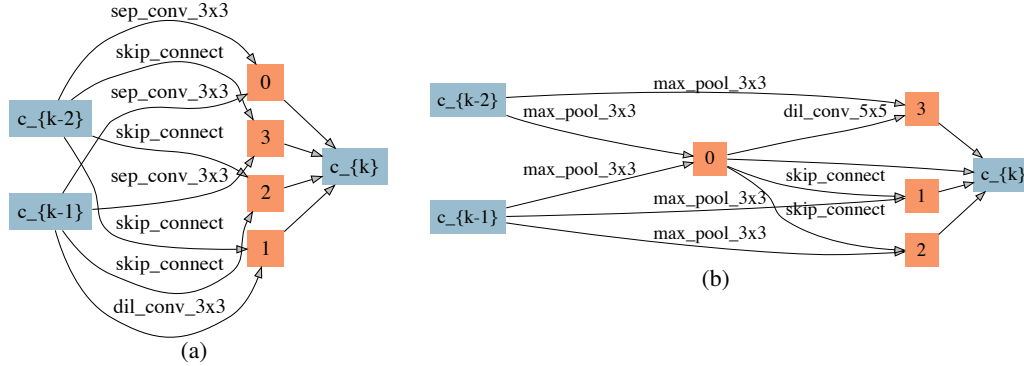 sep_conv_3x3
skip_connect
0
c_{k-2}
sep_conv_3x3
skip_connect
3
c_{k}
sep_conv_3x3
2
c_{k-1}
skip_connect
1
skip_connect
dil_conv_3x3
(a)
max_pool_3x3
c_{k-2}
max_pool_3x3
dil_conv_5x5
3
0
max_pool_3x3
skip_connect
c_{k}
1
max_pool_3x3
c_{k-1}
skip_connect
max_pool_3x3
2
(b)